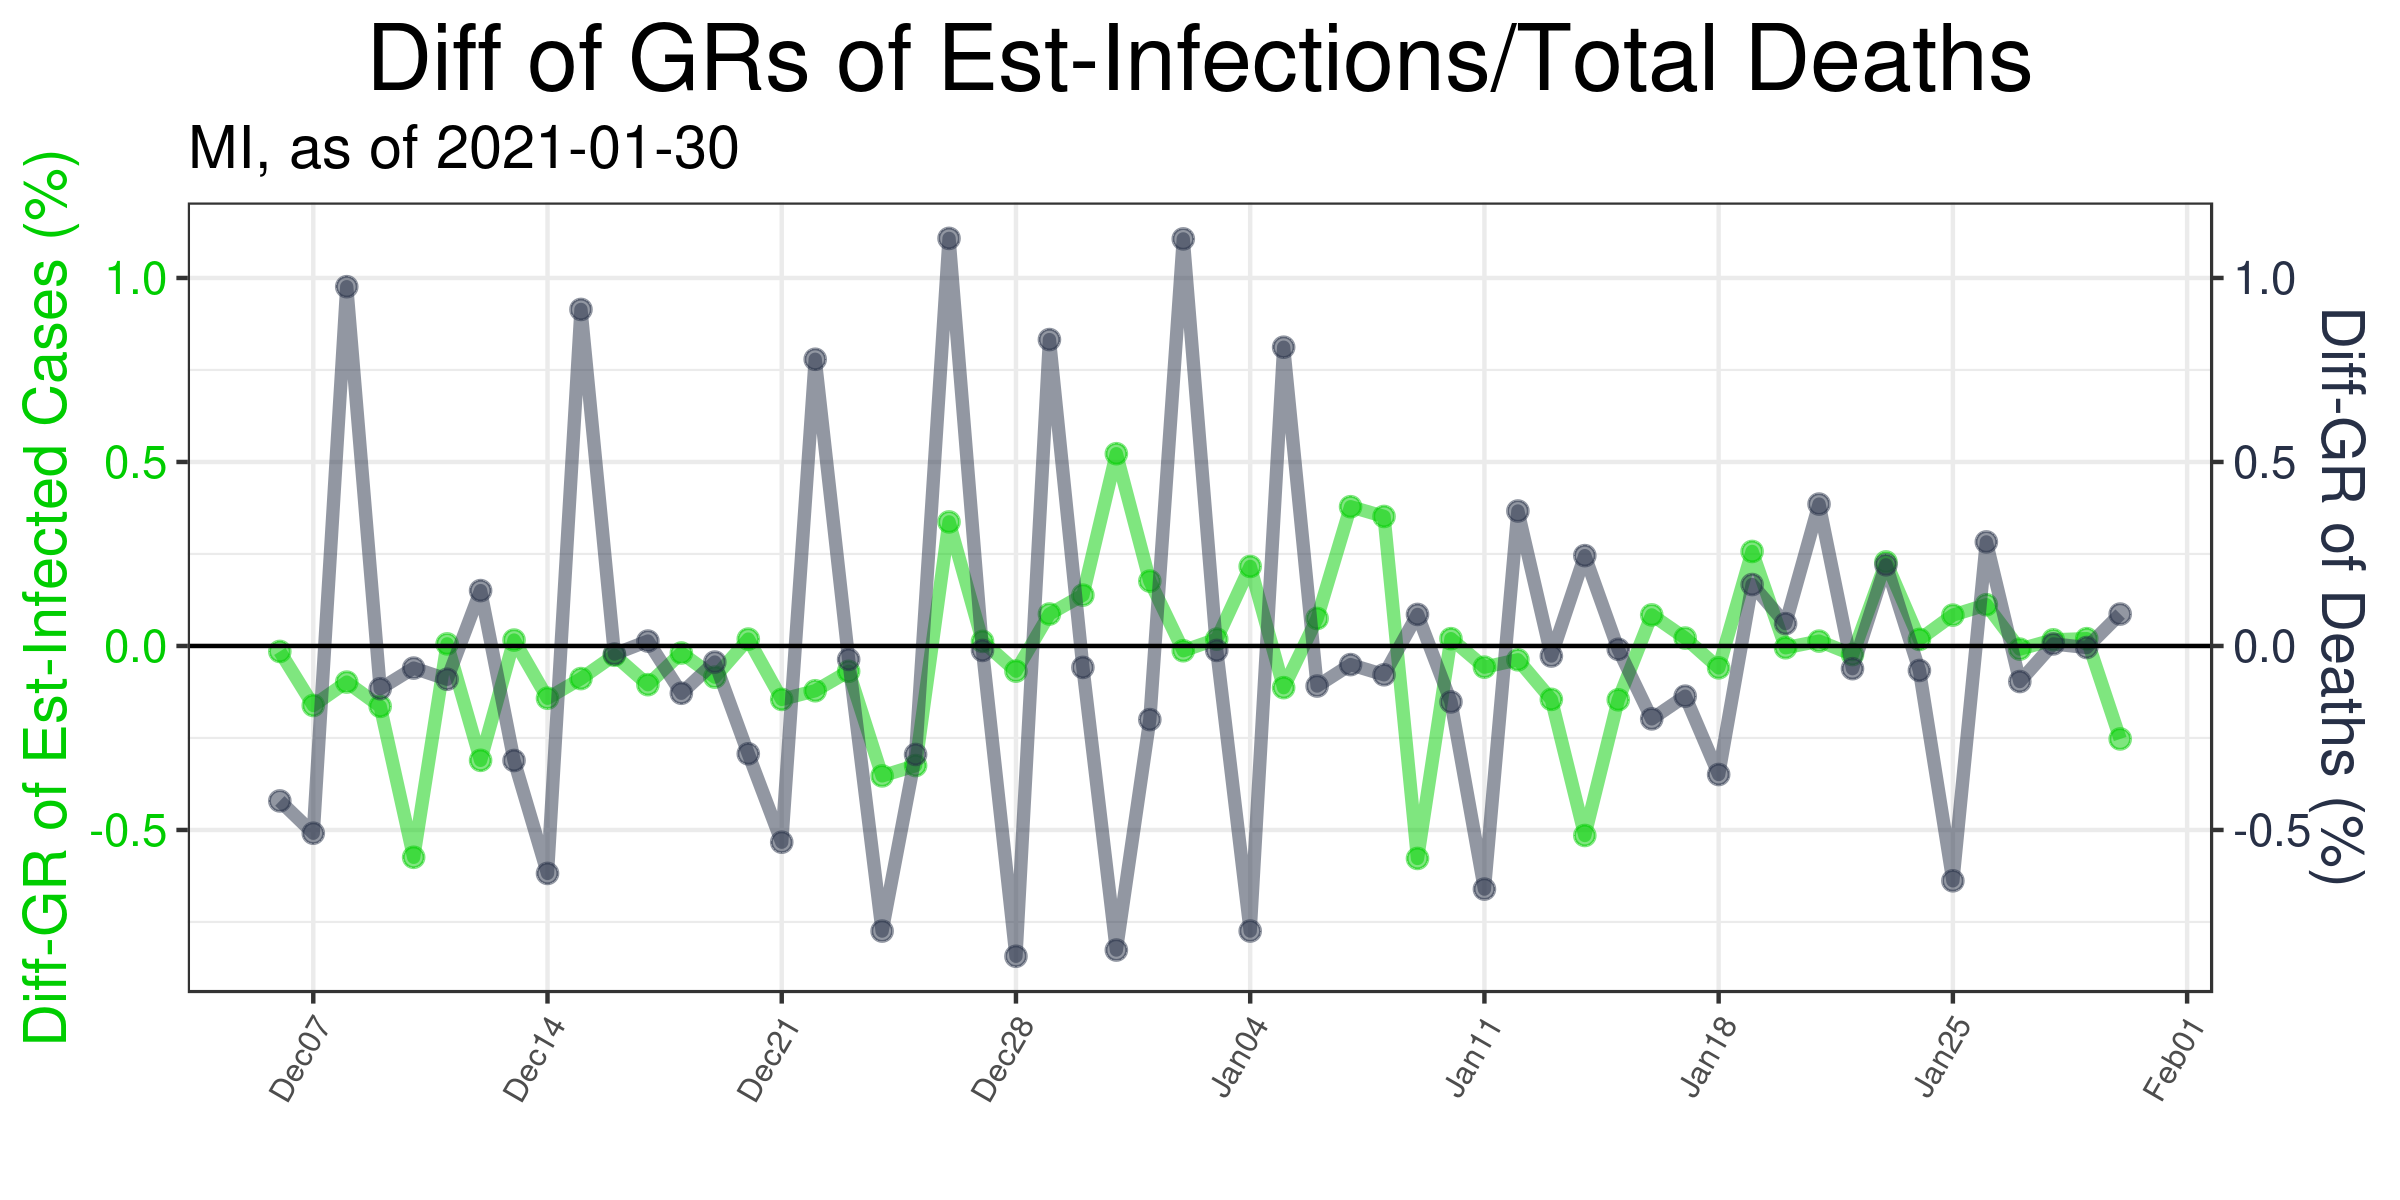 Diff of GRs of Est-Infections/Total Deaths
MI, as of 2021-01-30
Diff-GR of Est-Infected Cases (%)
1.0
0.5
0.0
-0.5
1.0
0.5
0.0
-0.5
Diff-GR of Deaths (%)
Dec07
Dec14
Dec21
Dec28
Jan04
Jan11
Jan18
Jan25
Feb01